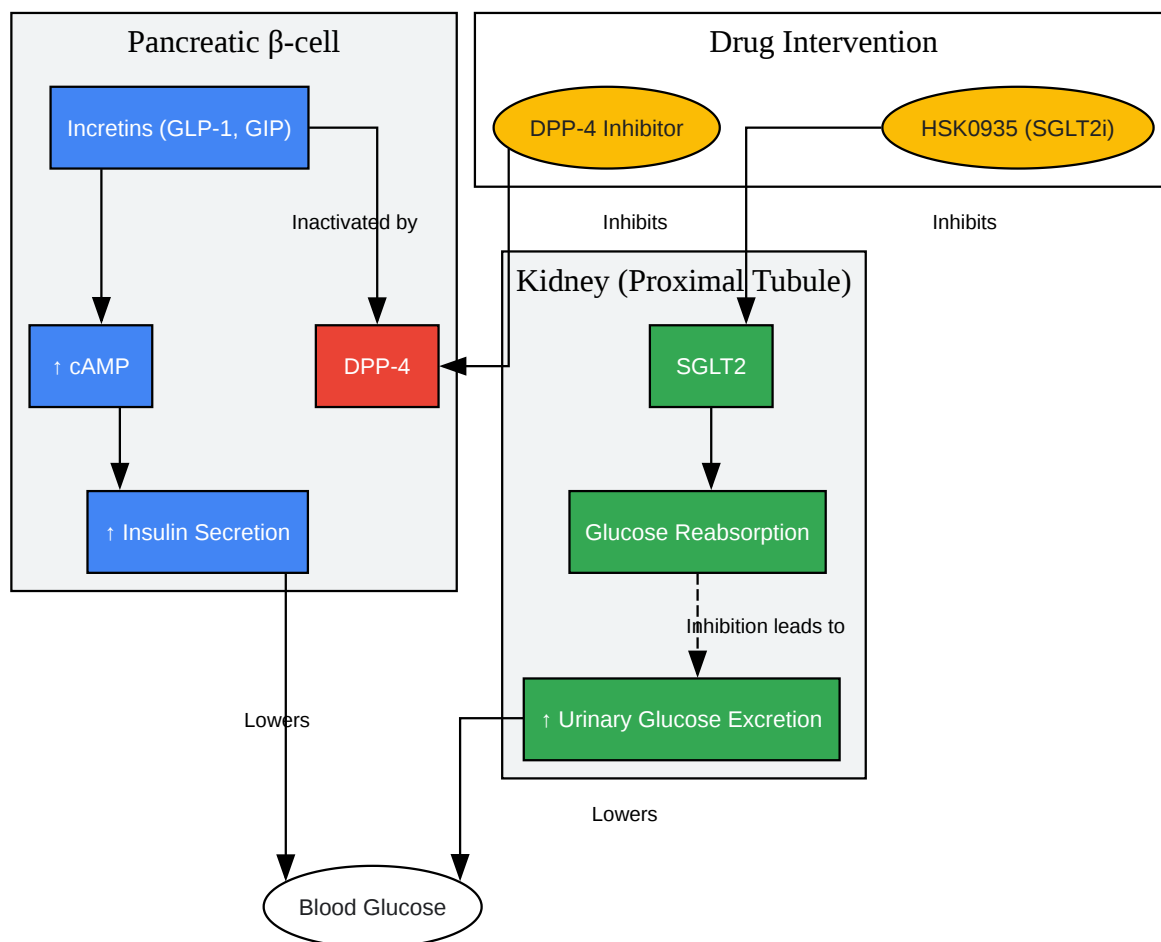 Pancreatic β-cell
Drug Intervention
Incretins (GLP-1, GIP)
DPP-4 Inhibitor
HSK0935 (SGLT2i)
Inactivated by
Inhibits
Inhibits
Kidney (Proximal Tubule)
↑ cAMP
DPP-4
SGLT2
↑ Insulin Secretion
Glucose Reabsorption
Inhibition leads to
Lowers
↑ Urinary Glucose Excretion
Lowers
Blood Glucose